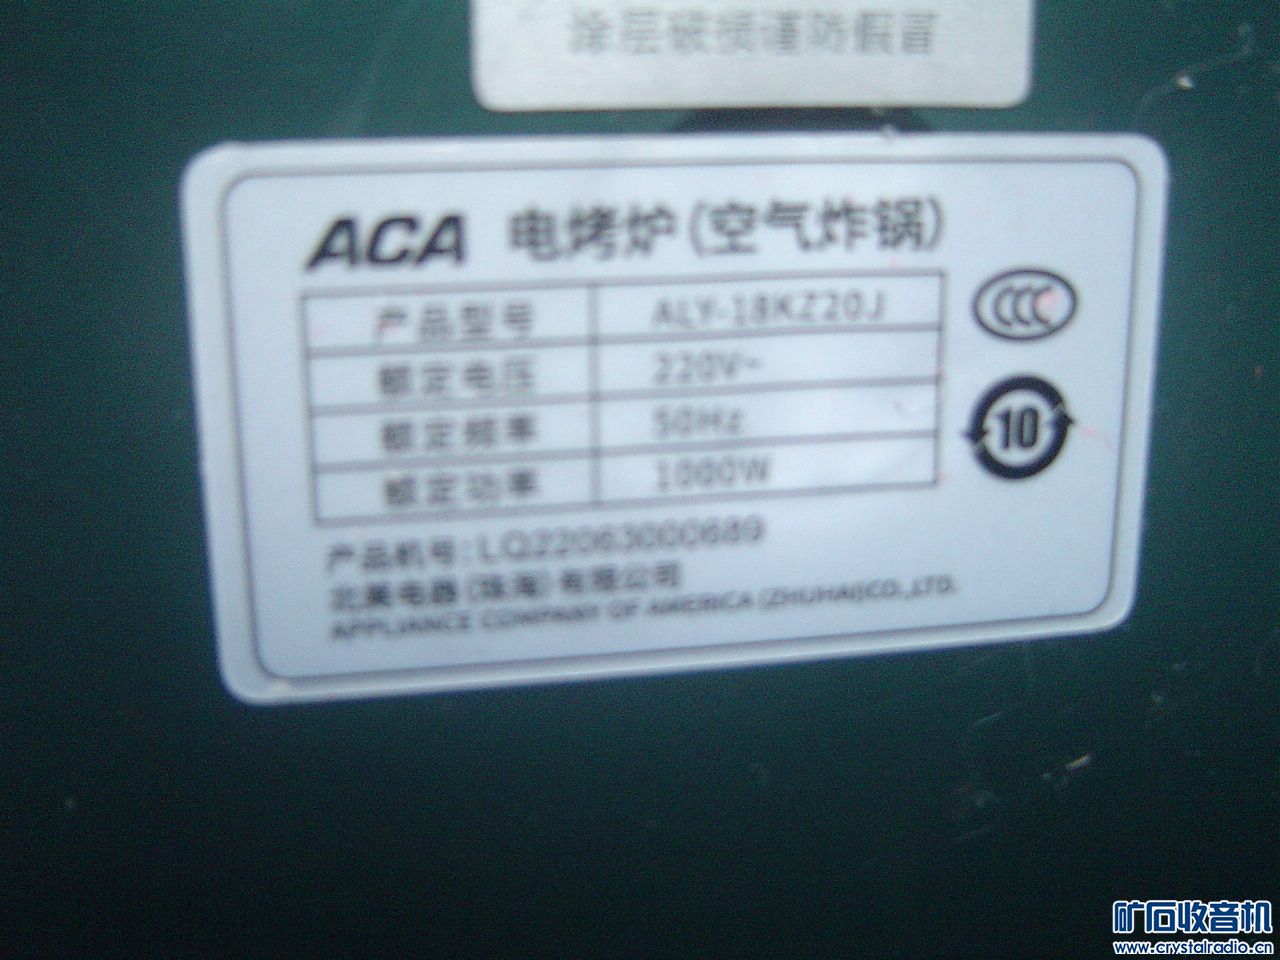 涂层破损谨防假冒
ACA 电烤炉(空气炸锅)
产品型号 ALY-18KZ20J
额定电压 220V~
额定频率 50Hz
额定功率 1000W
CCC
10
产品机号:LQ22063000689
北美电器(珠海)有限公司
APPLIANCE COMPANY OF AMERICA (ZHUHAI)CO.,LTD.
矿石收音机
www.crystalradio.cn